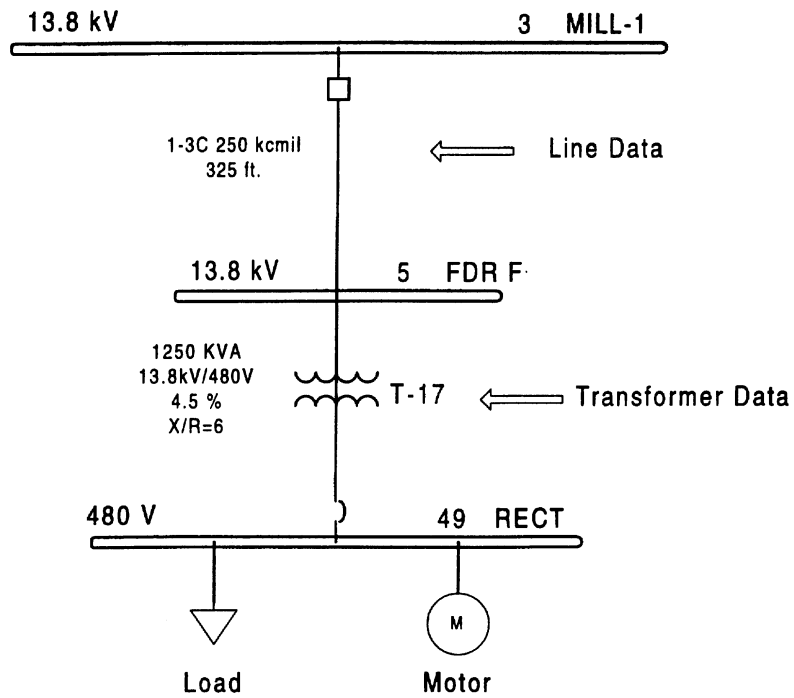 13.8 kV 3 MILL-1
1-3C 250 kcmil
325 ft.
Line Data
13.8 kV 5 FDR F
1250 KVA
13.8kV/480V
4.5 %
X/R=6
T-17
Transformer Data
480 V 49 RECT
M
Load
Motor